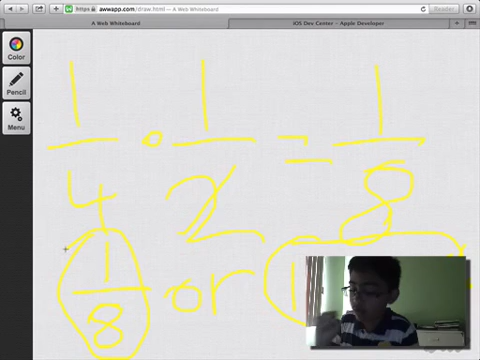 https awwapp.com/draw.html — A Web Whiteboard
Reader
A Web Whiteboard
iOS Dev Center - Apple Developer
Color
Pencil
Menu
1/4 · 1/2 = 1/8
1/8 or 1